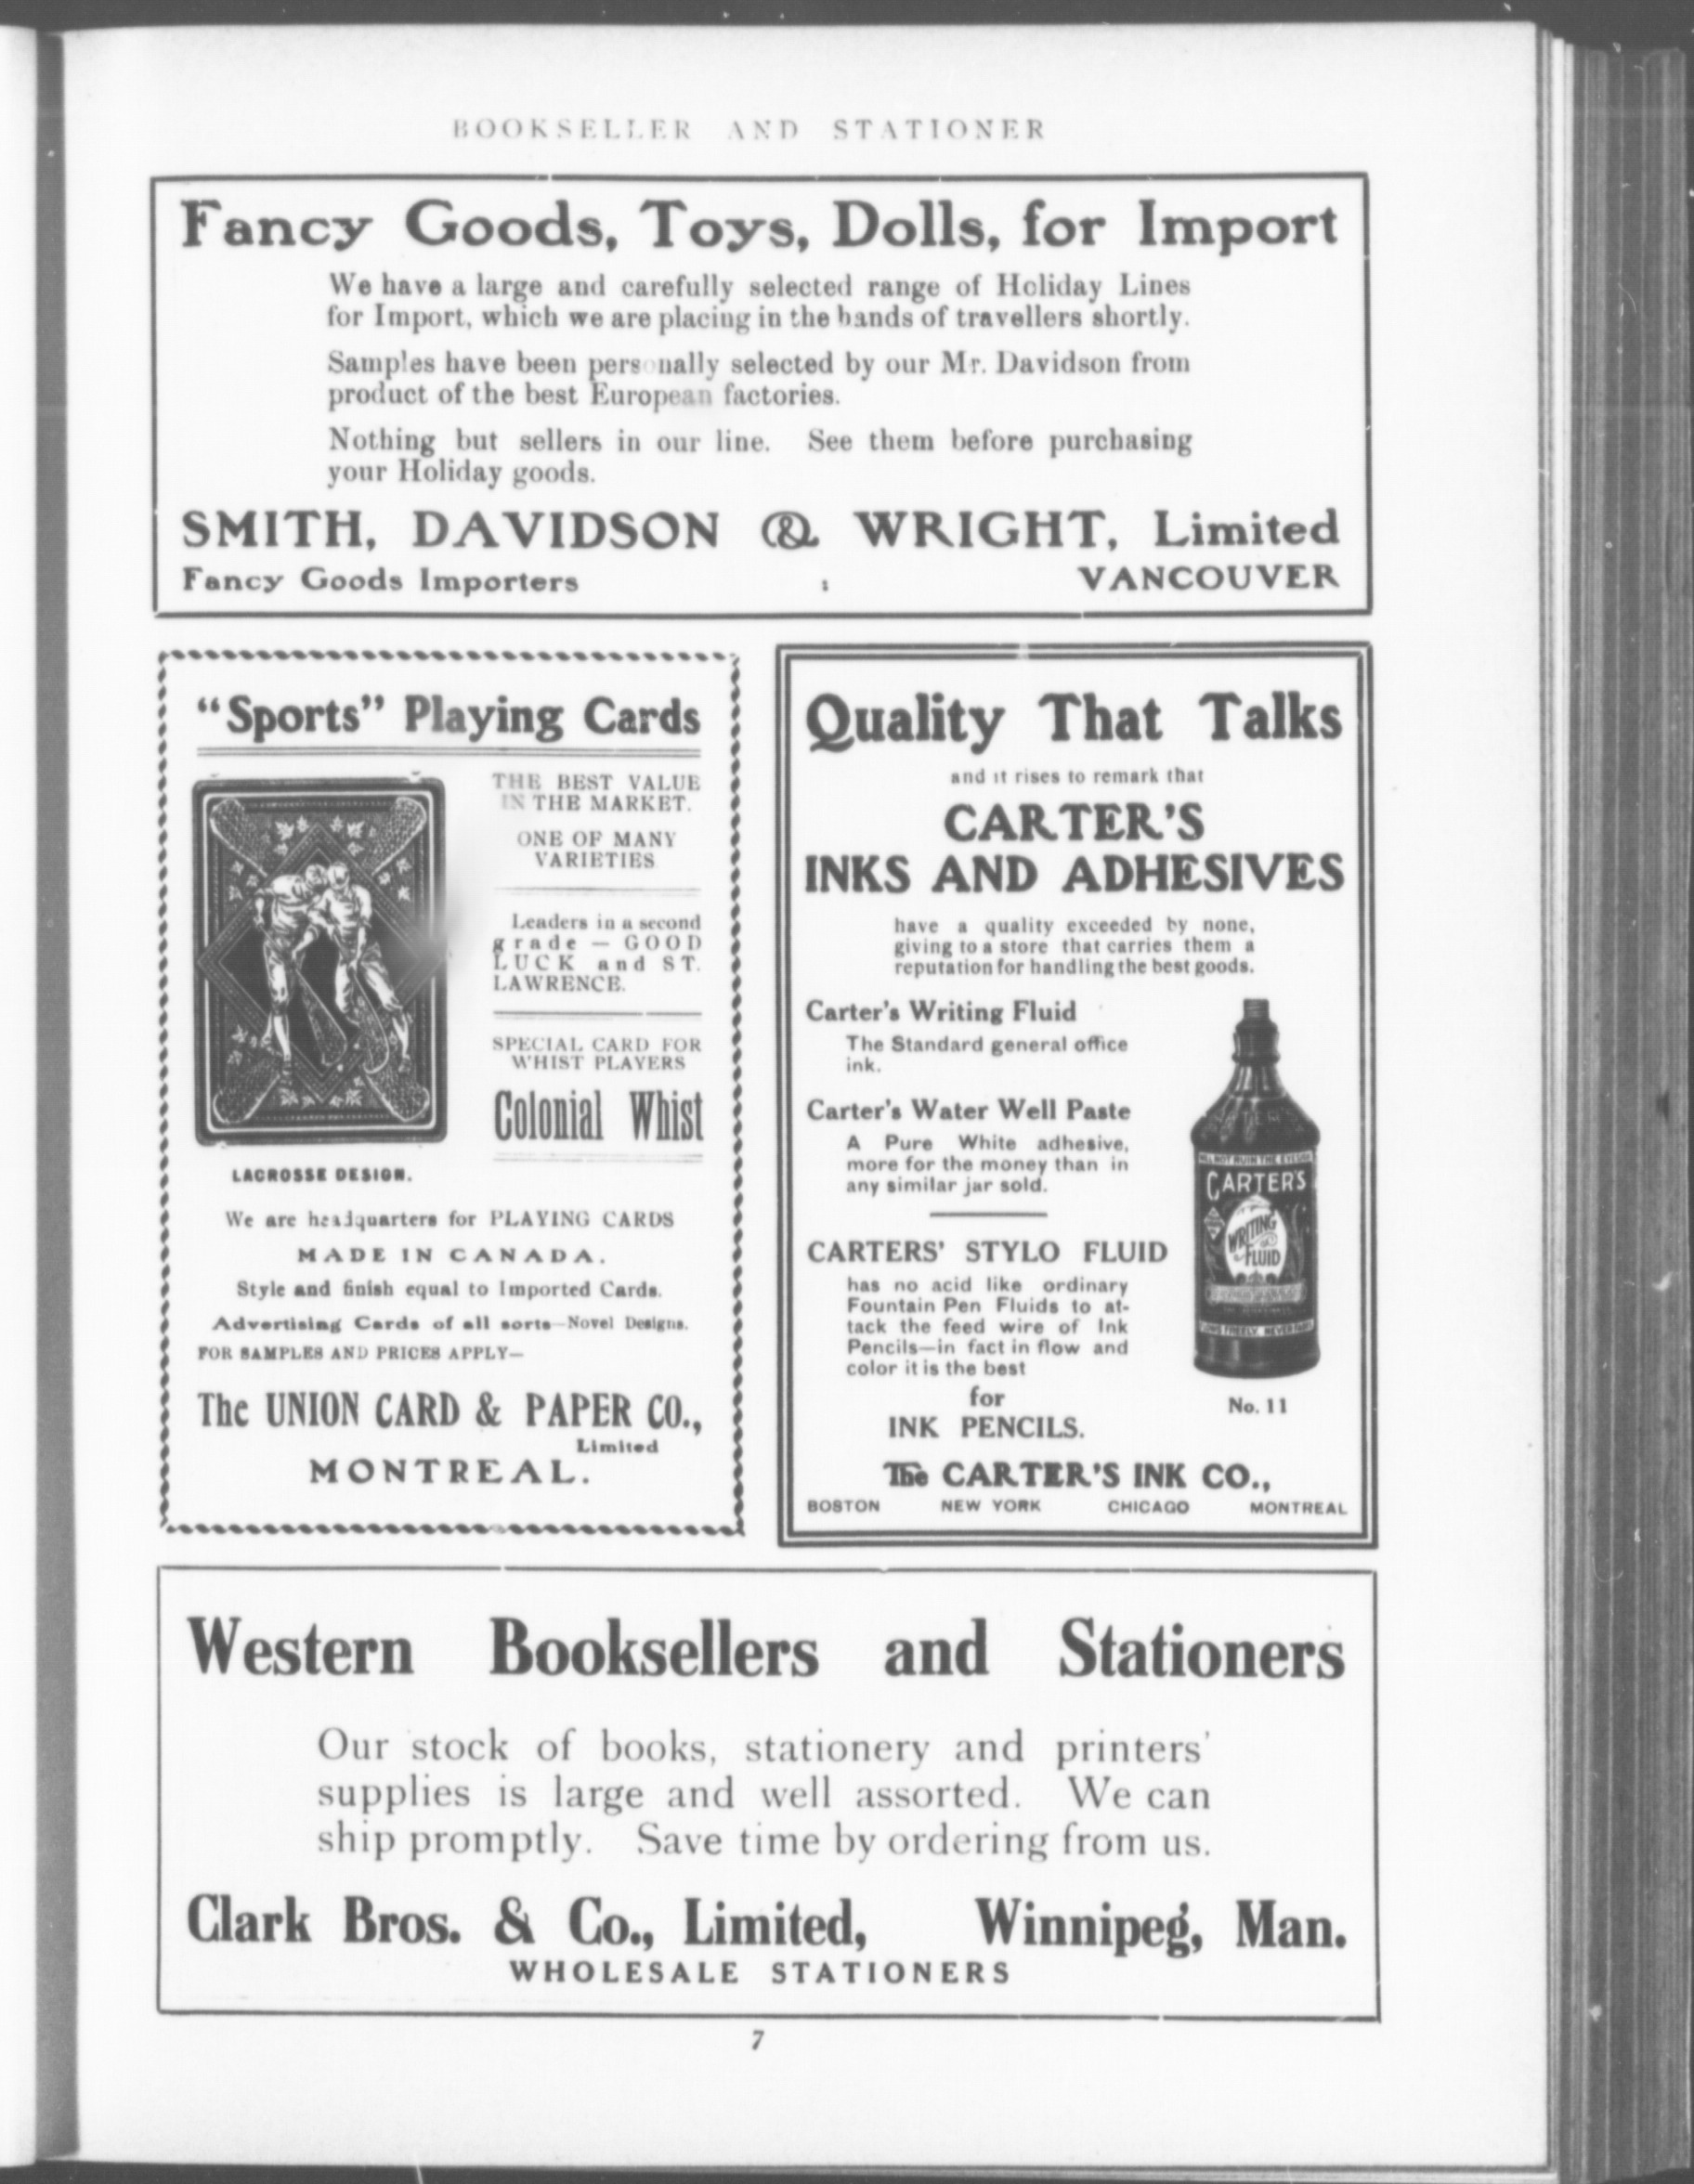 BOOKSELLER AND STATIONER
Fancy Goods, Toys, Dolls, for Import
We have a large and carefully selected range of Holiday Lines
for Import, which we are placing in the hands of travellers shortly.
Samples have been personally selected by our Mr. Davidson from
product of the best European factories.
Nothing but sellers in our line. See them before purchasing
your Holiday goods.
SMITH, DAVIDSON & WRIGHT, Limited
Fancy Goods Importers : VANCOUVER
"Sports" Playing Cards
THE BEST VALUE
IN THE MARKET.
ONE OF MANY
VARIETIES
Leaders in a second
grade — GOOD
LUCK and ST.
LAWRENCE.
SPECIAL CARD FOR
WHIST PLAYERS
Colonial Whist
LACROSSE DESIGN.
We are headquarters for PLAYING CARDS
MADE IN CANADA.
Style and finish equal to Imported Cards.
Advertising Cards of all sorts—Novel Designs.
FOR SAMPLES AND PRICES APPLY—
The UNION CARD & PAPER CO.,
Limited
MONTREAL.
Quality That Talks
and it rises to remark that
CARTER'S
INKS AND ADHESIVES
have a quality exceeded by none,
giving to a store that carries them a
reputation for handling the best goods.
Carter's Writing Fluid
The Standard general office
ink.
Carter's Water Well Paste
A Pure White adhesive,
more for the money than in
any similar jar sold.
CARTERS' STYLO FLUID
has no acid like ordinary
Fountain Pen Fluids to at-
tack the feed wire of Ink
Pencils—in fact in flow and
color it is the best
for
INK PENCILS.
WILL NOT RUIN THE EYESIGHT
CARTER'S
WRITING
FLUID
FLOWS FREELY, NEVER FADES
No. 11
The CARTER'S INK CO.,
BOSTON NEW YORK CHICAGO MONTREAL
Western Booksellers and Stationers
Our stock of books, stationery and printers'
supplies is large and well assorted. We can
ship promptly. Save time by ordering from us.
Clark Bros. & Co., Limited, Winnipeg, Man.
WHOLESALE STATIONERS
7